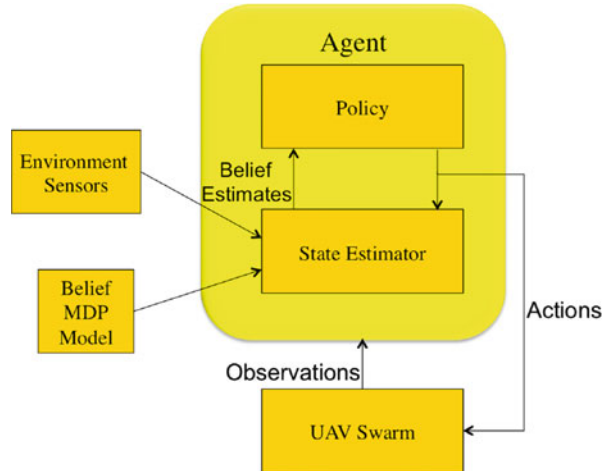 Agent
Policy
Environment
Sensors
Belief
Estimates
State Estimator
Belief
MDP
Model
Actions
Observations
UAV Swarm